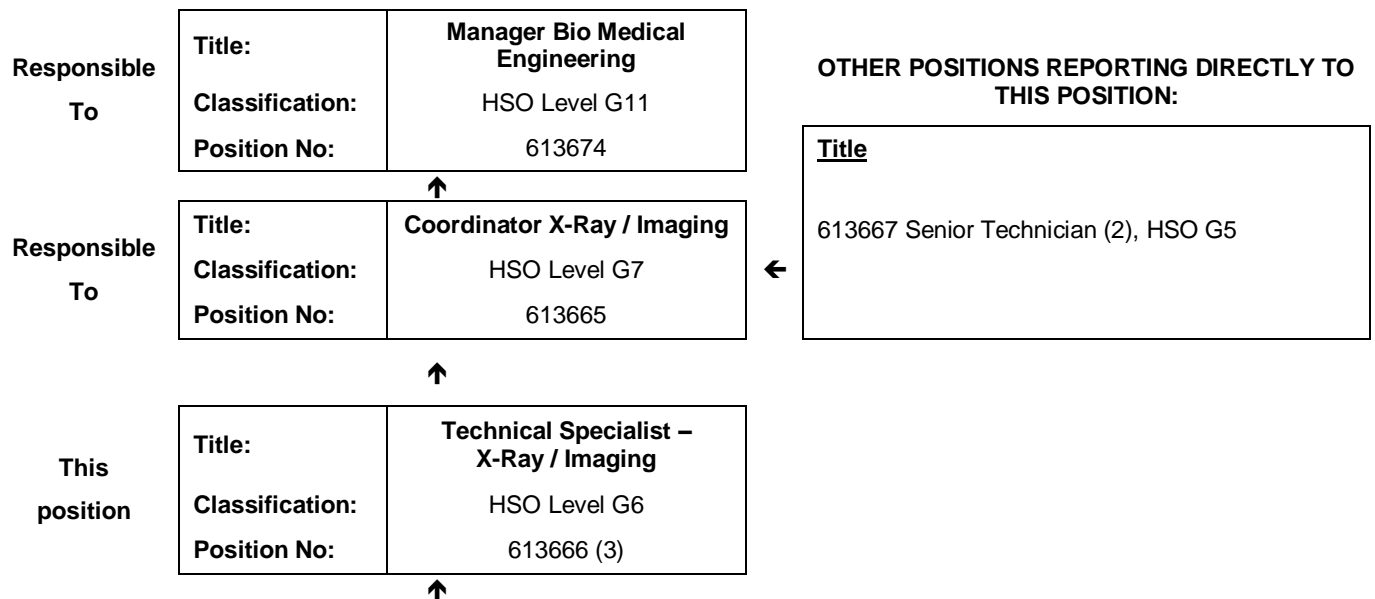 Responsible
To
Title:
Manager Bio Medical
Engineering
Classification:
HSO Level G11
Position No:
613674
OTHER POSITIONS REPORTING DIRECTLY TO
THIS POSITION:
Title
613667 Senior Technician (2), HSO G5
Responsible
To
Title:
Coordinator X-Ray / Imaging
Classification:
HSO Level G7
Position No:
613665
This
position
Title:
Technical Specialist –
X-Ray / Imaging
Classification:
HSO Level G6
Position No:
613666 (3)